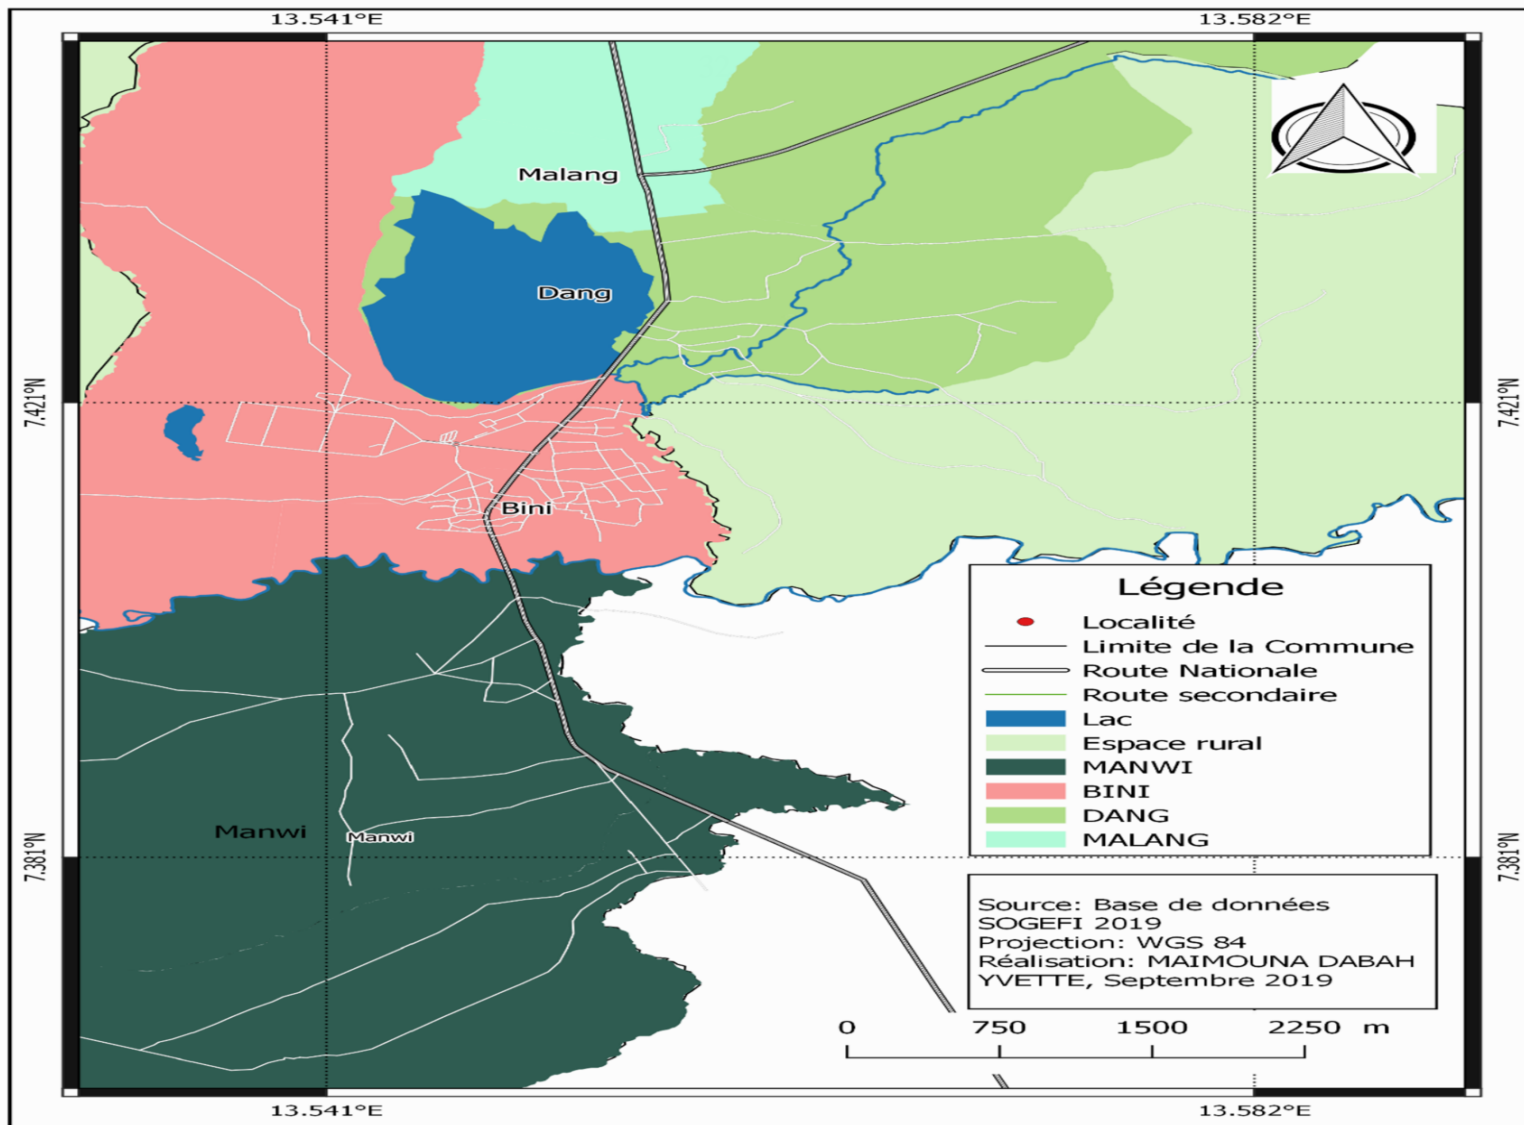 13.541°E
13.582°E
Malang
Dang
7.421°N
7.421°N
Bini
Légende
Localité
Limite de la Commune
Route Nationale
Route secondaire
Lac
Espace rural
MANWI
BINI
DANG
MALANG
Manwi
Manwi
7.381°N
7.381°N
Source: Base de données
SOGEFI 2019
Projection: WGS 84
Réalisation: MAIMOUNA DABAH
YVETTE, Septembre 2019
0 750 1500 2250 m
13.541°E
13.582°E